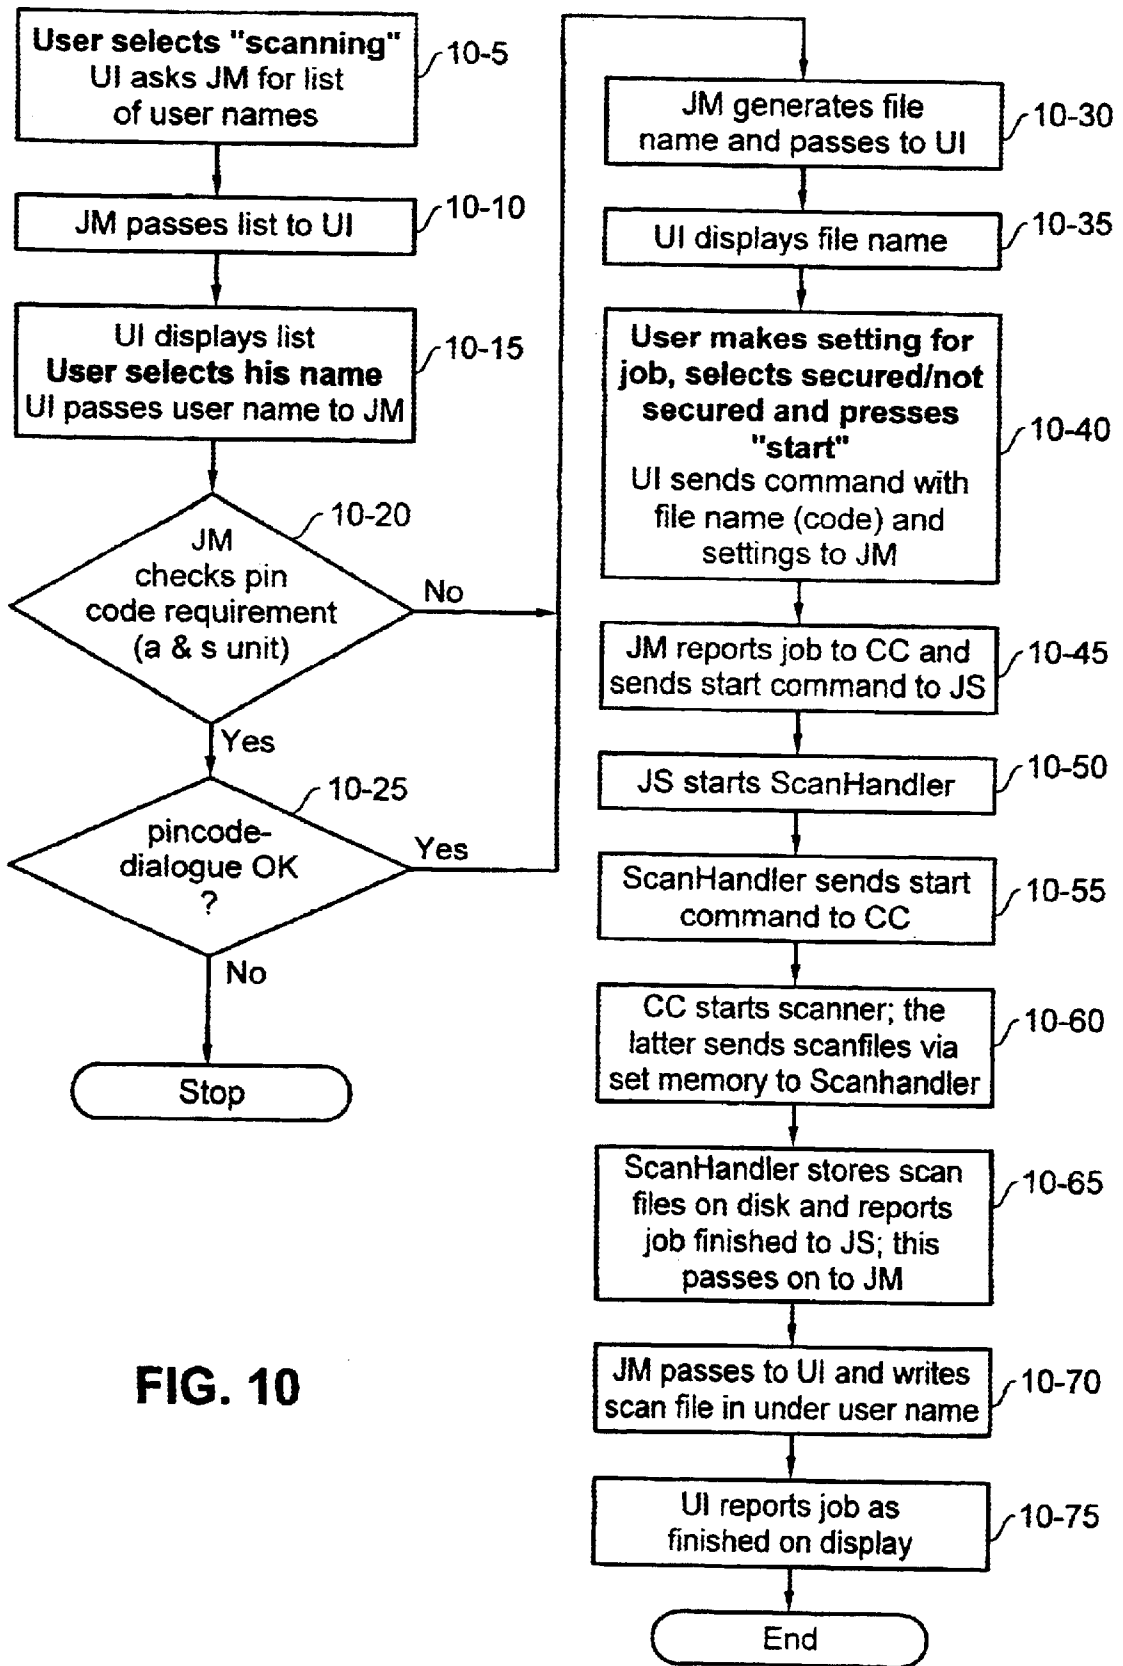 User selects "scanning"
UI asks JM for list
of user names
10-5
JM passes list to UI
10-10
UI displays list
User selects his name
UI passes user name to JM
10-15
JM
checks pin
code requirement
(a & s unit)
10-20
No
Yes
pincode-
dialogue OK
?
10-25
Yes
No
Stop
JM generates file
name and passes to UI
10-30
UI displays file name
10-35
User makes setting for
job, selects secured/not
secured and presses
"start"
UI sends command with
file name (code) and
settings to JM
10-40
JM reports job to CC and
sends start command to JS
10-45
JS starts ScanHandler
10-50
ScanHandler sends start
command to CC
10-55
CC starts scanner; the
latter sends scanfiles via
set memory to Scanhandler
10-60
ScanHandler stores scan
files on disk and reports
job finished to JS; this
passes on to JM
10-65
JM passes to UI and writes
scan file in under user name
10-70
UI reports job as
finished on display
10-75
End
FIG. 10